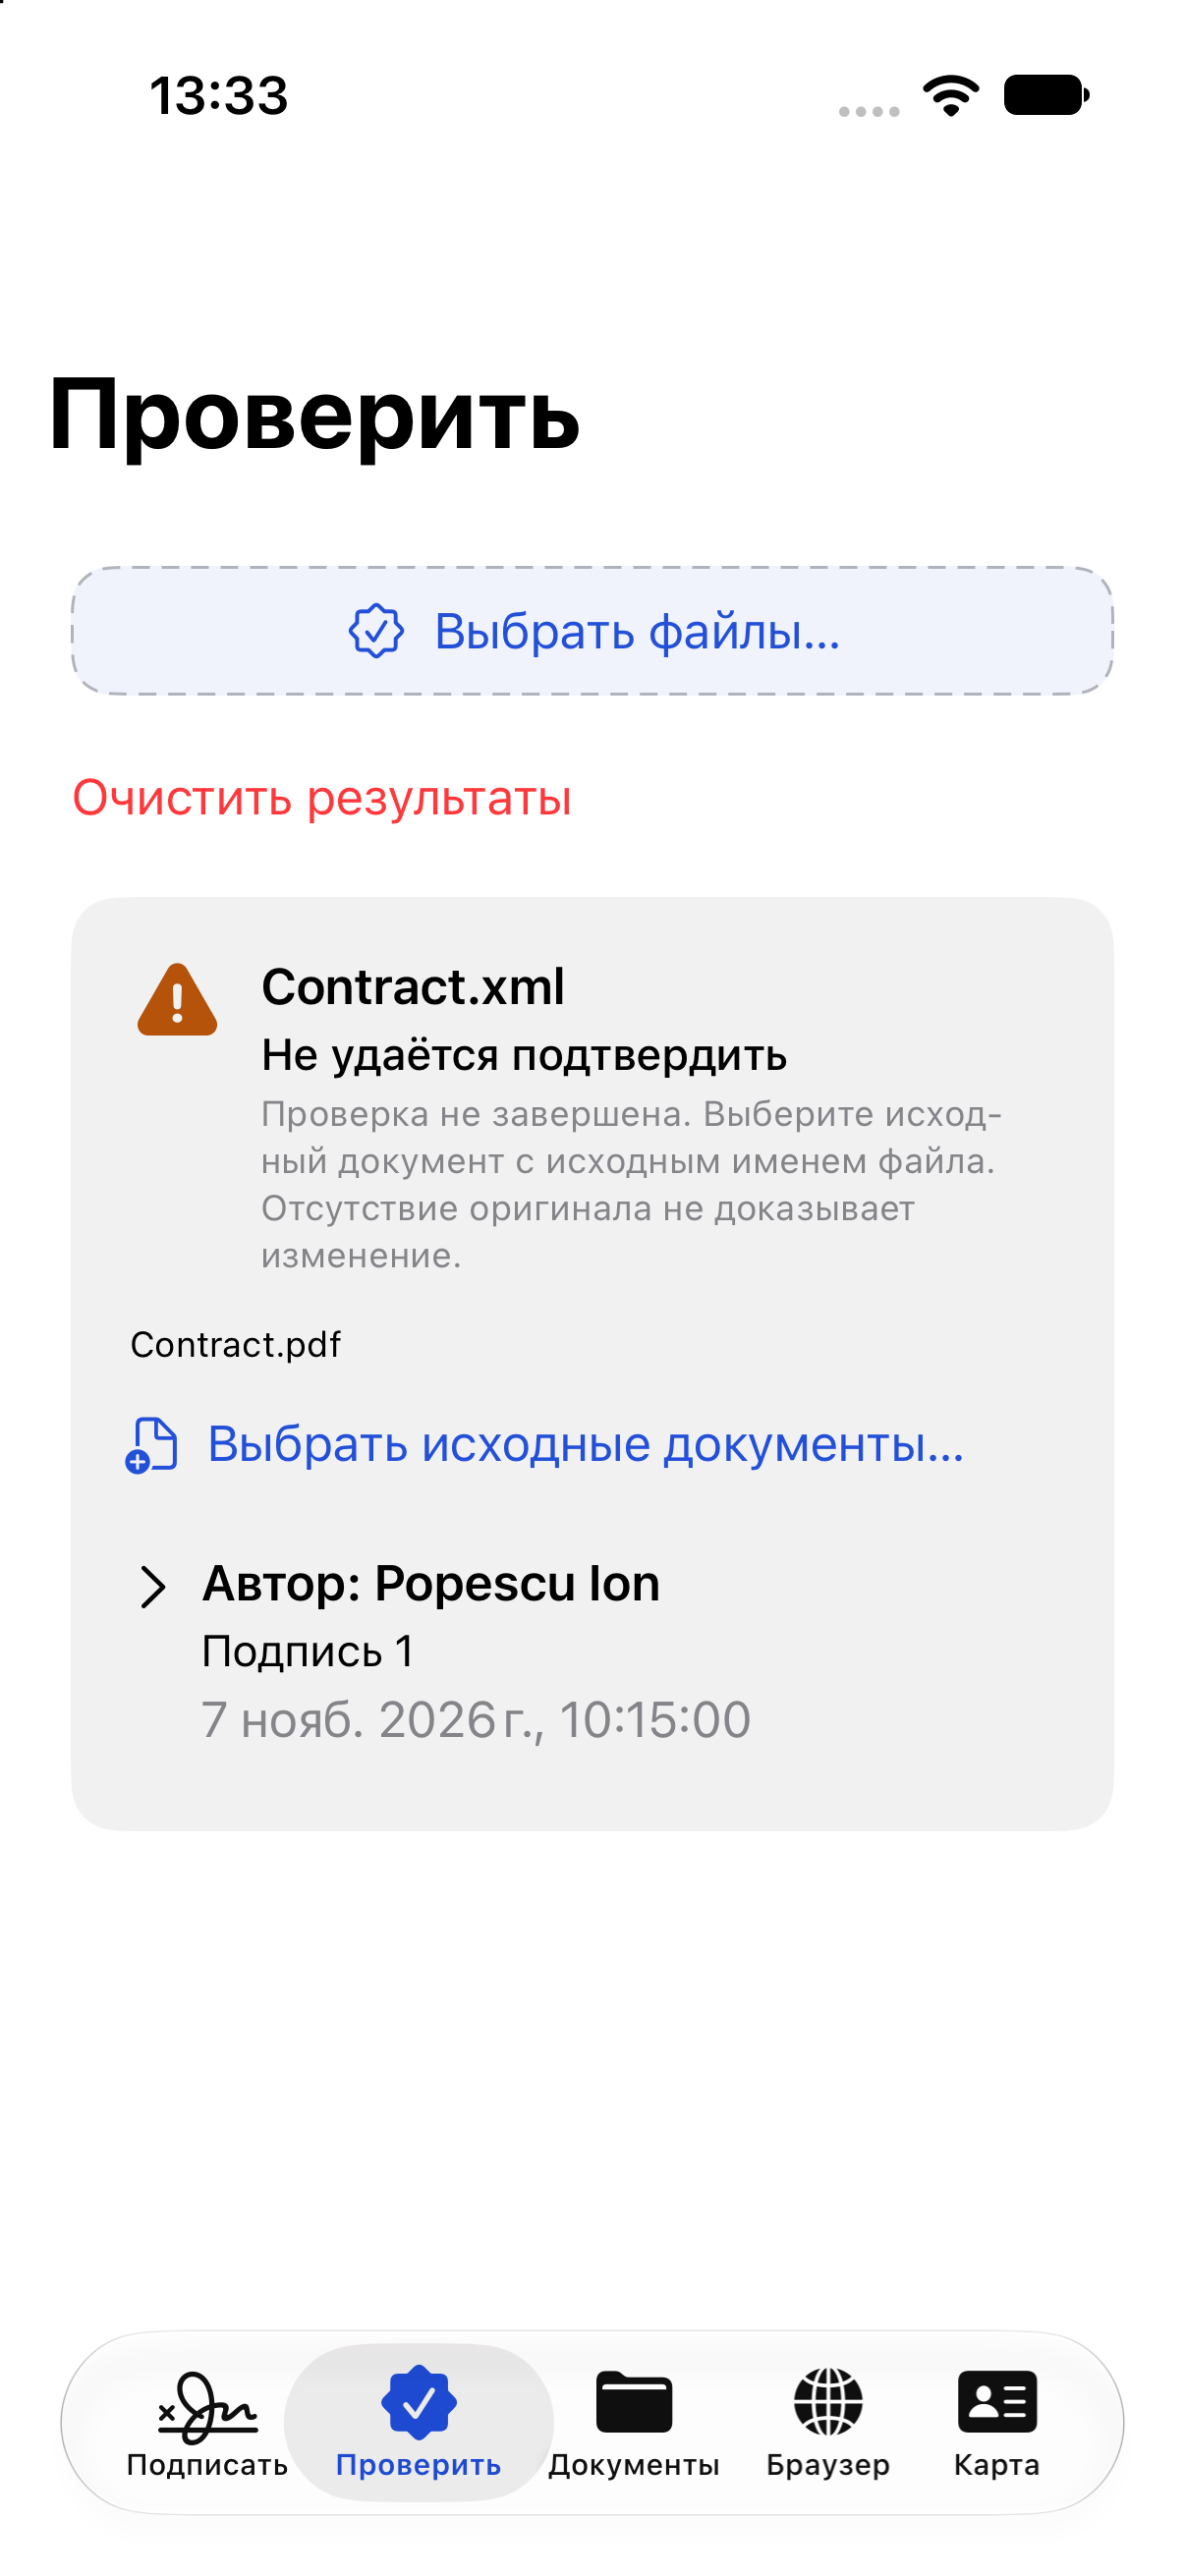 13:33
Проверить
Выбрать файлы...
Очистить результаты
Contract.xml
Не удаётся подтвердить
Проверка не завершена. Выберите исход-
ный документ с исходным именем файла.
Отсутствие оригинала не доказывает
изменение.
Contract.pdf
Выбрать исходные документы...
Автор: Popescu Ion
Подпись 1
7 нояб. 2026 г., 10:15:00
Подписать
Проверить
Документы
Браузер
Карта